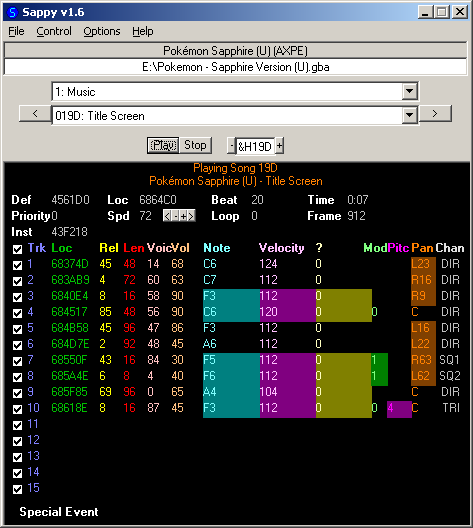 Sappy v1.6
File Control Options Help
Pokémon Sapphire (U) (AXPE)
E:\Pokemon - Sapphire Version (U).gba
1: Music
< 019D: Title Screen >
Play Stop - &H19D +
Playing Song 19D
Pokémon Sapphire (U) - Title Screen
Def 4561D0 Loc 6864C0 Beat 20 Time 0:07
Priority 0 Spd 72 < - + > Loop 0 Frame 912
Inst 43F218
Trk Loc Rel Len Voic Vol Note Velocity ? Mod Pitc Pan Chan
1 68374D 45 48 14 68 C6 124 L23 DIR
2 683AB9 4 72 60 63 C7 112 0 R16 DIR
3 6840E4 8 16 58 90 F3 112 0 R9 DIR
4 684517 85 48 56 90 C6 120 0 0 C DIR
5 684B58 45 96 47 86 F3 112 0 L16 DIR
6 684D7E 2 92 48 45 A6 112 0 L22 DIR
7 68550F 43 16 84 30 F5 112 0 1 R63 SQ1
8 685A4E 6 8 4 40 F6 112 0 1 L62 SQ2
9 685F85 69 96 0 65 A4 104 0 C DIR
10 68618E 8 16 87 45 F3 112 0 0 4 C TRI
11
12
13
14
15
Special Event